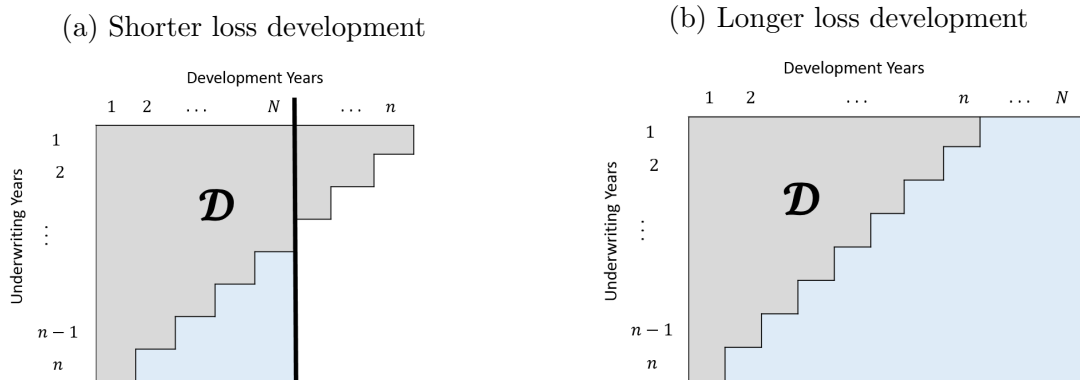 (a) Shorter loss development
Development Years
1 2 ... N ... n
Underwriting Years
1
2
⋮
n − 1
n
𝒟
(b) Longer loss development
Development Years
1 2 ... n ... N
Underwriting Years
1
2
⋮
n − 1
n
𝒟